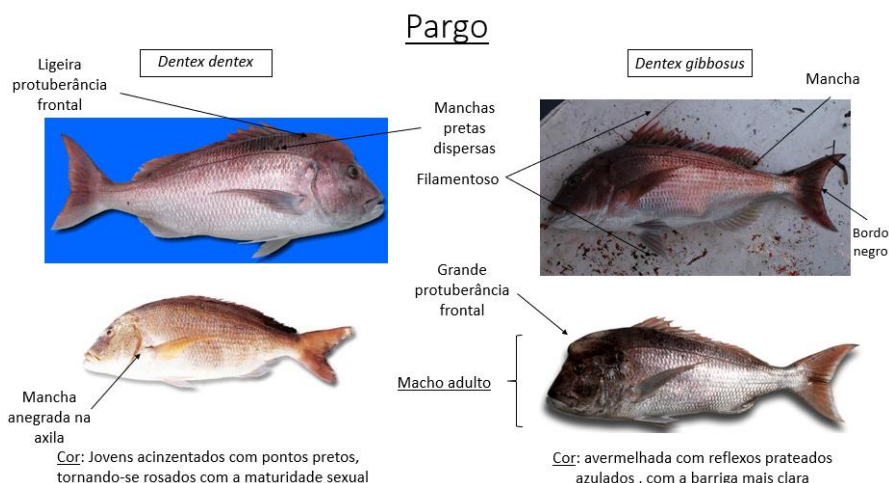 Pargo
Dentex dentex
Dentex gibbosus
Ligeira
protuberância
frontal
Manchas
pretas
dispersas
Mancha
Filamentoso
Bordo
negro
Grande
protuberância
frontal
Macho adulto
Mancha
anegrada na
axila
Cor: Jovens acinzentados com pontos pretos,
tornando-se rosados com a maturidade sexual
Cor: avermelhada com reflexos prateados
azulados , com a barriga mais clara